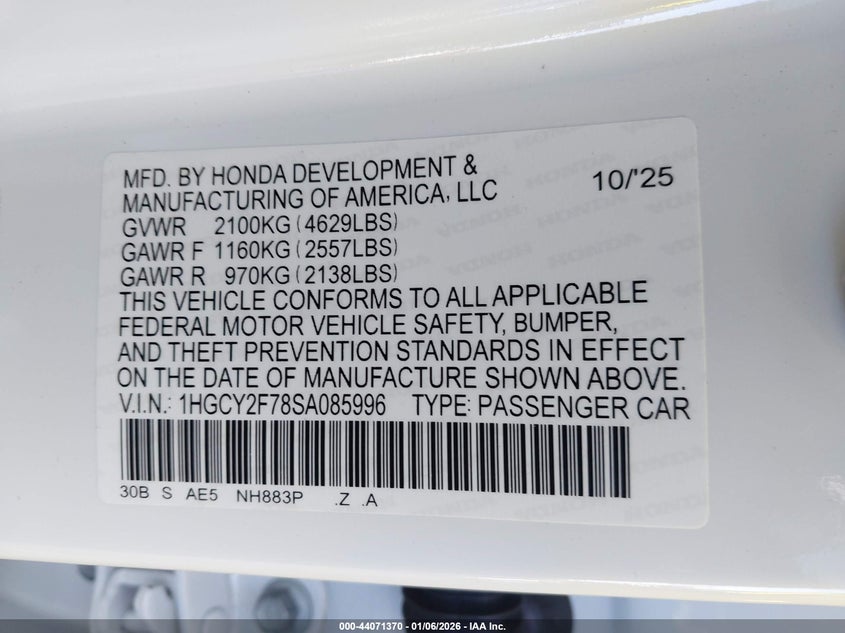 MFD. BY HONDA DEVELOPMENT &
MANUFACTURING OF AMERICA, LLC 10/'25
GVWR 2100KG (4629LBS)
GAWR F 1160KG (2557LBS)
GAWR R 970KG (2138LBS)
THIS VEHICLE CONFORMS TO ALL APPLICABLE
FEDERAL MOTOR VEHICLE SAFETY, BUMPER,
AND THEFT PREVENTION STANDARDS IN EFFECT
ON THE DATE OF MANUFACTURE SHOWN ABOVE.
V.I.N.: 1HGCY2F78SA085996 TYPE: PASSENGER CAR
30B S AE5 NH883P .Z .A
000-44071370 - 01/06/2026 - IAA Inc.